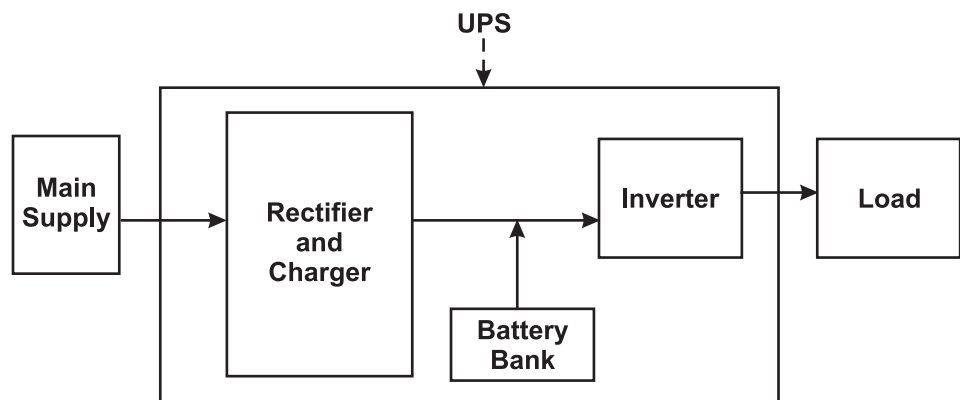 UPS
Main
Supply
Rectifier
and
Charger
Battery
Bank
Inverter
Load